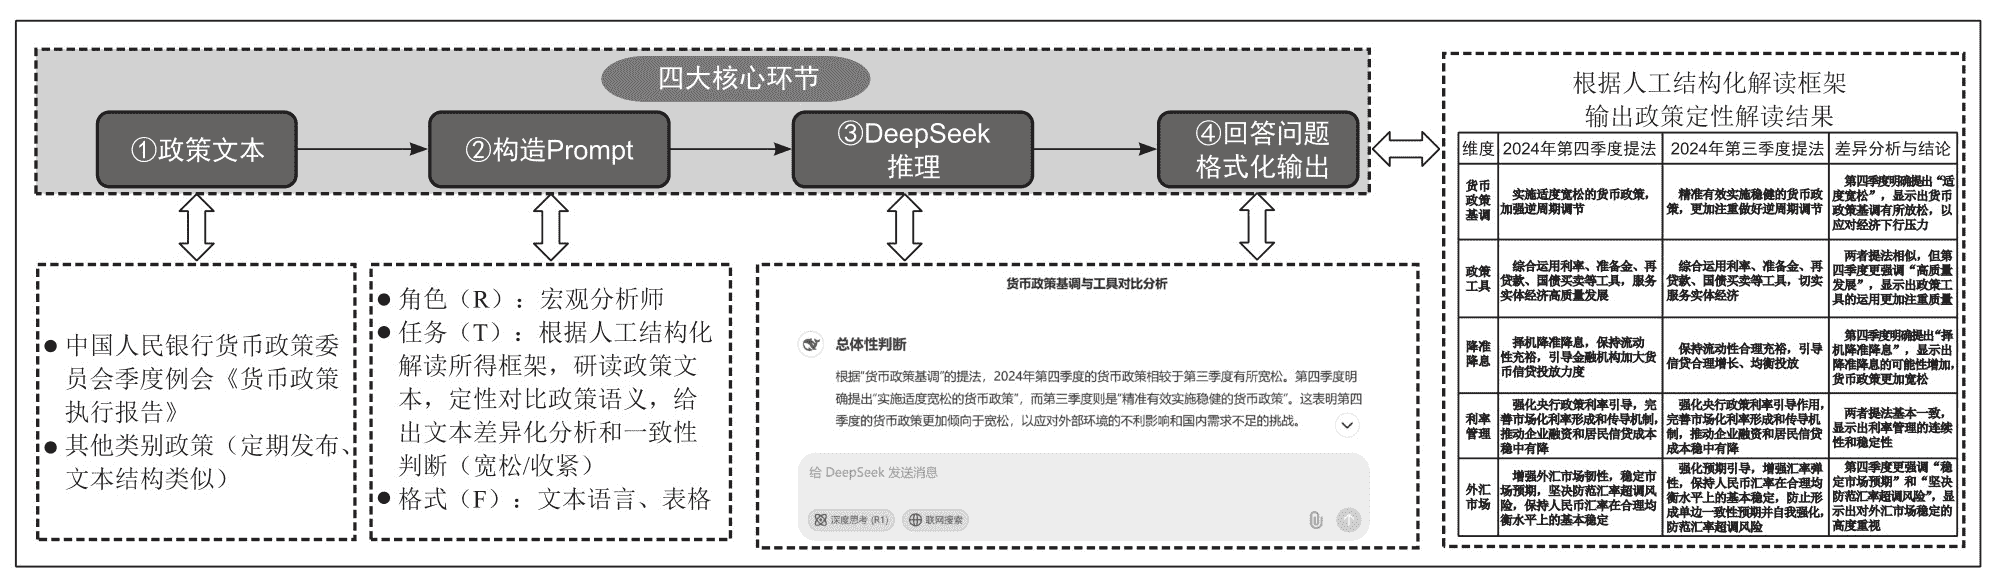 四大核心环节
①政策文本
②构造Prompt
③DeepSeek
推理
④回答问题
格式化输出
●中国人民银行货币政策委
员会季度例会《货币政策
执行报告》
●其他类别政策（定期发布、
文本结构类似）
●角色（R）：宏观分析师
●任务（T）：根据人工结构化
解读所得框架，研读政策文
本，定性对比政策语义，给
出文本差异化分析和一致性
判断（宽松/收紧）
●格式（F）：文本语言、表格
货币政策基调与工具对比分析
总体性判断
根据“货币政策基调”的提法，2024年第四季度的货币政策相较于第三季度有所宽松。第四季度明
确提出“实施适度宽松的货币政策”，而第三季度则是“精准有效实施稳健的货币政策”。这表明第四
季度的货币政策更加倾向于宽松，以应对外部环境的不利影响和国内需求不足的挑战。
给 DeepSeek 发送消息
深度思考 (R1)
联网搜索
根据人工结构化解读框架
输出政策定性解读结果
维度 2024年第四季度提法 2024年第三季度提法 差异分析与结论
货币
政策
基调
实施适度宽松的货币政策，
加强逆周期调节
精准有效实施稳健的货币政
策，更加注重做好逆周期调节
第四季度明确提出“适
度宽松”，显示出货币
政策基调有所放松，以
应对经济下行压力
政策
工具
综合运用利率、准备金、再
贷款、国债买卖等工具，服务
实体经济高质量发展
综合运用利率、准备金、再
贷款、国债买卖等工具，切实
服务实体经济
两者提法相似，但第
四季度更强调“高质量
发展”，显示出政策工
具的运用更加注重质量
降准
降息
择机降准降息，保持流动
性充裕，引导金融机构加大货
币信贷投放力度
保持流动性合理充裕，引导
信贷合理增长、均衡投放
第四季度明确提出“择
机降准降息”，显示出
降准降息的可能性增加，
货币政策更加宽松
利率
管理
强化央行政策利率引导，完
善市场化利率形成和传导机制，
推动企业融资和居民信贷成本
稳中有降
强化央行政策利率引导作用，
完善市场化利率形成和传导机
制，推动企业融资和居民信贷
成本稳中有降
两者提法基本一致，
显示出利率管理的连续
性和稳定性
外汇
市场
增强外汇市场韧性，稳定市
场预期，坚决防范汇率超调风
险，保持人民币汇率在合理均
衡水平上的基本稳定
强化预期引导，增强汇率弹
性，保持人民币汇率在合理均
衡水平上的基本稳定，防止形
成单边一致性预期并自我强化，
防范汇率超调风险
第四季度更强调“稳
定市场预期”和“坚决
防范汇率超调风险”，显
示出对外汇市场稳定的
高度重视